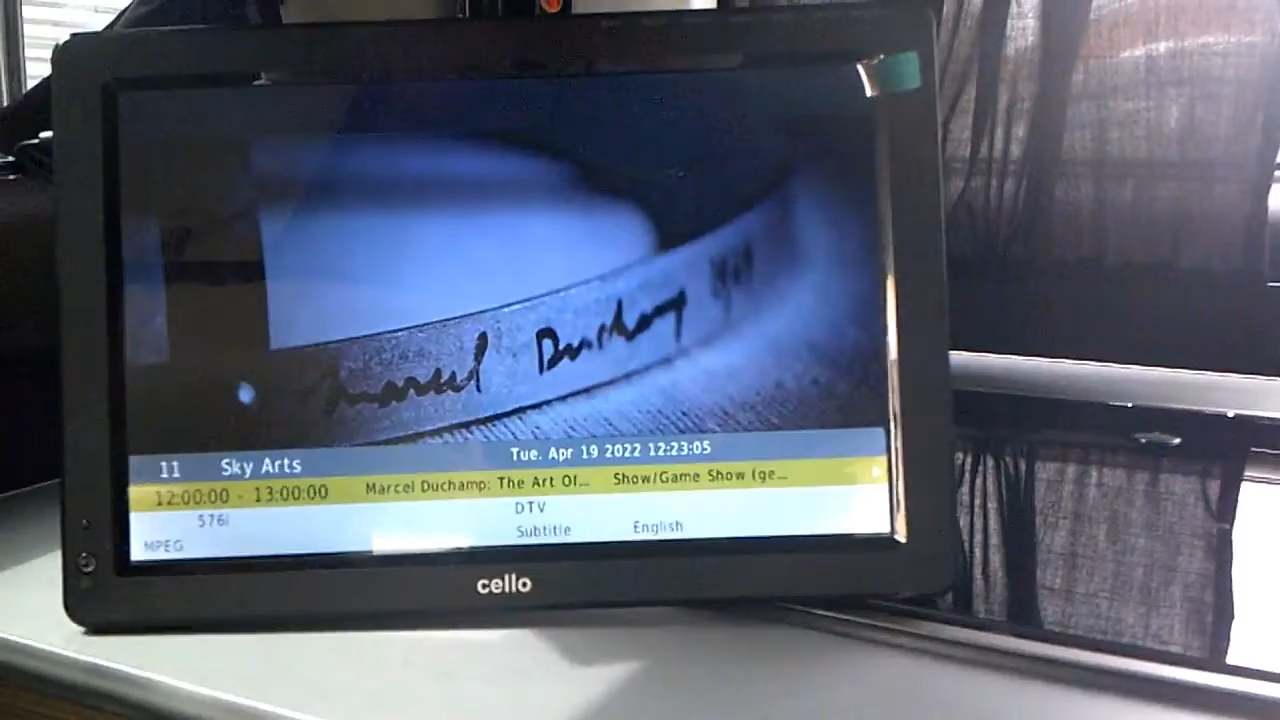 Marcel Duchamp
11 Sky Arts Tue. Apr 19 2022 12:23:05
12:00:00 - 13:00:00 Marcel Duchamp: The Art Of... Show/Game Show (ge...
576i DTV
MPEG Subtitle English
cello